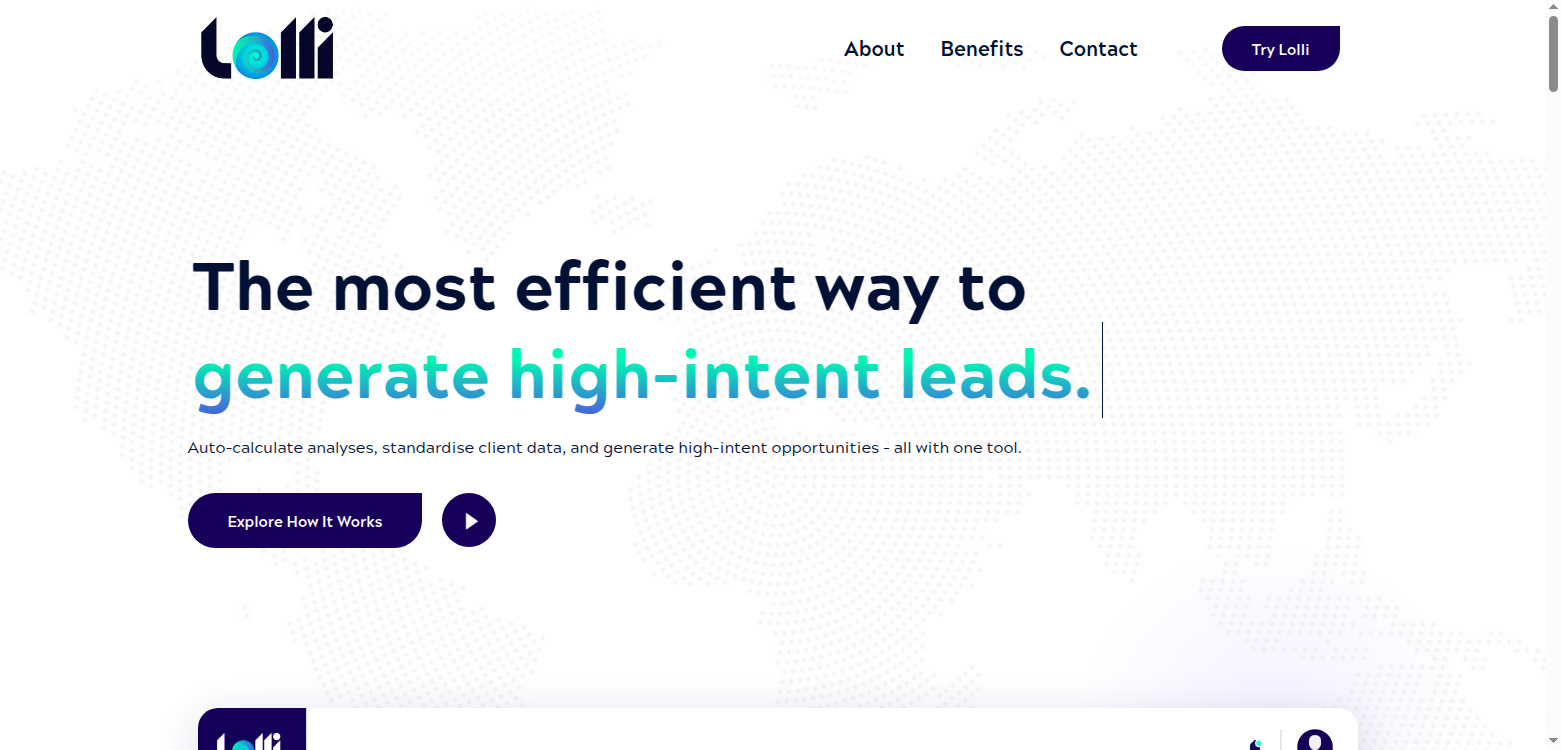 Lolli
About
Benefits
Contact
Try Lolli
The most efficient way to
generate high-intent leads.
Auto-calculate analyses, standardise client data, and generate high-intent opportunities - all with one tool.
Explore How It Works
Lolli